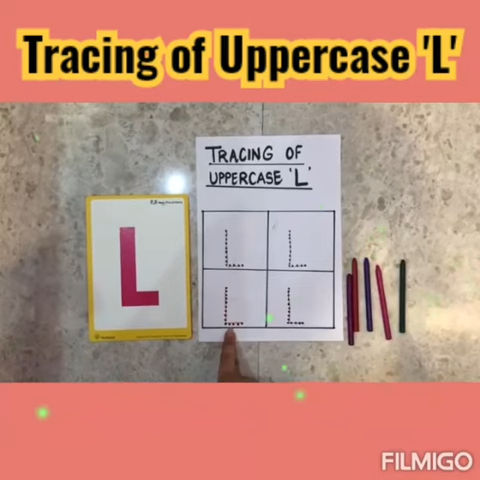 Tracing of Uppercase 'L'
TRACING OF
UPPERCASE 'L'
L
L L
L L
FILMIGO